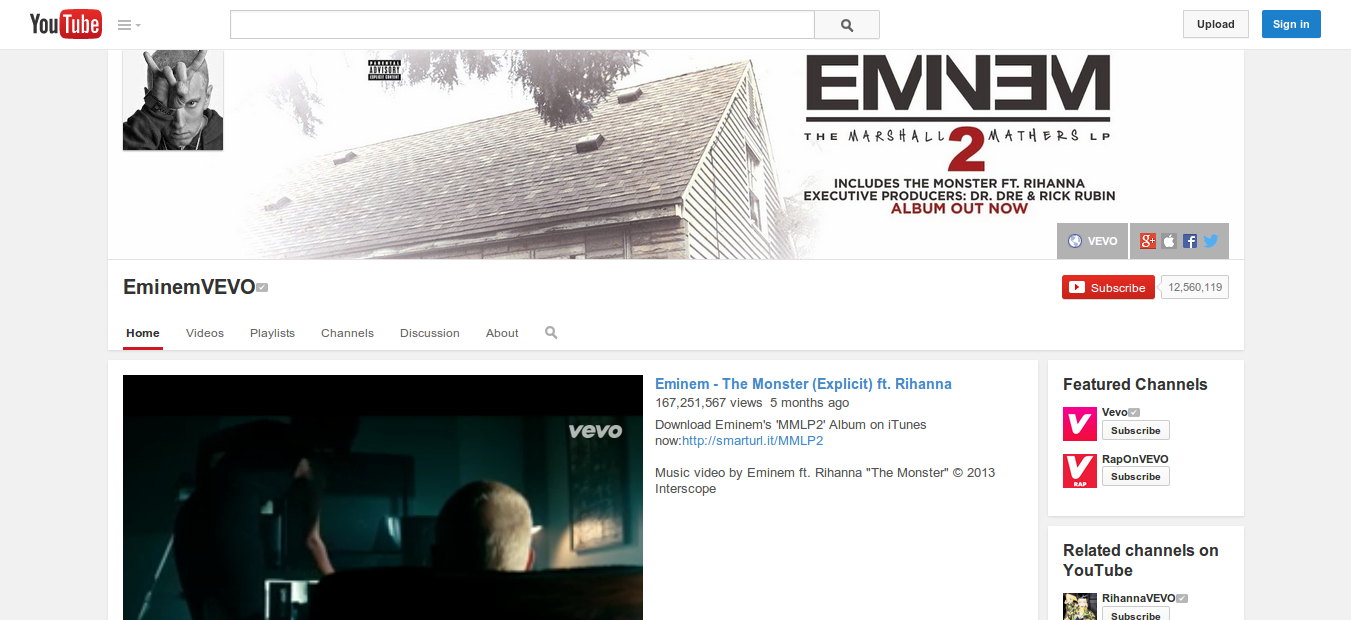 YouTube
Upload
Sign in
PARENTAL
ADVISORY
EXPLICIT CONTENT
EMINEM
THE MARSHALL MATHERS LP
2
INCLUDES THE MONSTER FT. RIHANNA
EXECUTIVE PRODUCERS: DR. DRE & RICK RUBIN
ALBUM OUT NOW
VEVO
g+
EminemVEVO
Subscribe 12,560,119
Home Videos Playlists Channels Discussion About
vevo
Eminem - The Monster (Explicit) ft. Rihanna
167,251,567 views 5 months ago
Download Eminem's 'MMLP2' Album on iTunes
now:http://smarturl.it/MMLP2
Music video by Eminem ft. Rihanna "The Monster" © 2013
Interscope
Featured Channels
V
Vevo
Subscribe
V
RAP
RapOnVEVO
Subscribe
Related channels on
YouTube
RihannaVEVO
Subscribe